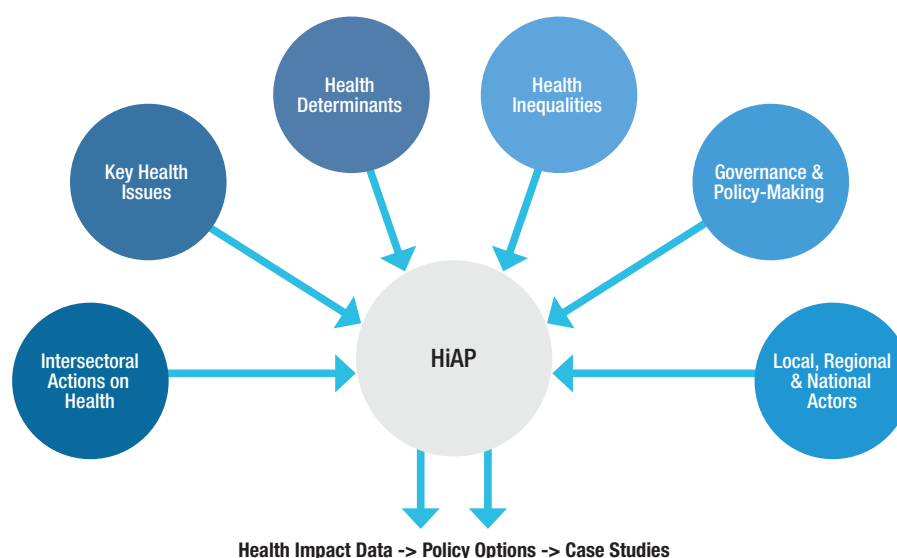 Health
Determinants
Health
Inequalities
Key Health
Issues
Governance &
Policy-Making
Intersectoral
Actions on
Health
HiAP
Local, Regional
& National
Actors
Health Impact Data -> Policy Options -> Case Studies